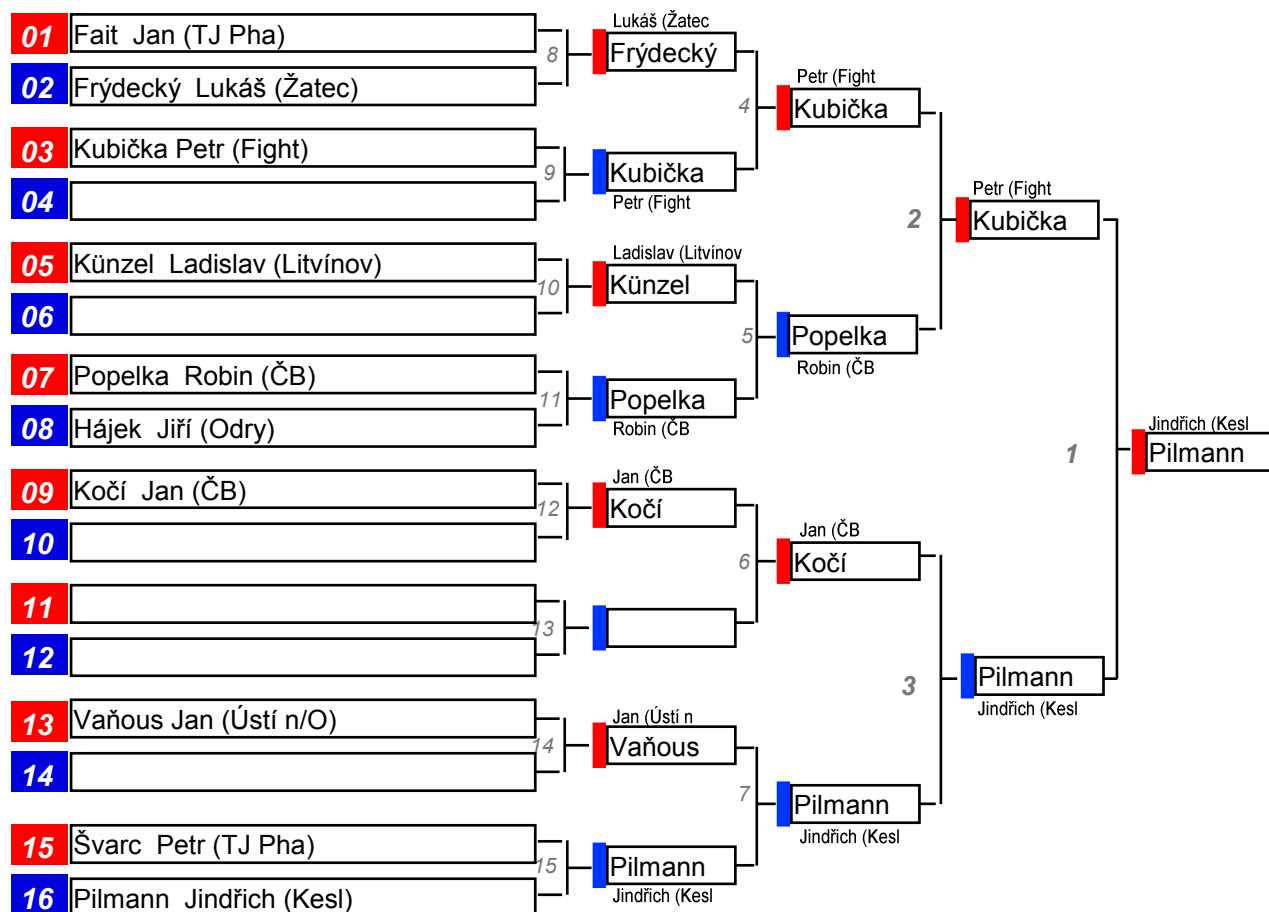 01 Fait Jan (TJ Pha)
02 Frýdecký Lukáš (Žatec)
03 Kubička Petr (Fight)
04
05 Künzel Ladislav (Litvínov)
06
07 Popelka Robin (ČB)
08 Hájek Jiří (Odry)
09 Kočí Jan (ČB)
10
11
12
13 Vaňous Jan (Ústí n/O)
14
15 Švarc Petr (TJ Pha)
16 Pilmann Jindřich (Kesl)
8
9
10
11
12
13
14
15
Lukáš (Žatec
Frýdecký
Kubička
Petr (Fight
Ladislav (Litvínov
Künzel
Popelka
Robin (ČB
Jan (ČB
Kočí
Jan (Ústí n
Vaňous
Pilmann
Jindřich (Kesl
4
5
6
7
Petr (Fight
Kubička
Popelka
Robin (ČB
Jan (ČB
Kočí
Pilmann
Jindřich (Kesl
2
3
Petr (Fight
Kubička
Pilmann
Jindřich (Kesl
1
Jindřich (Kesl
Pilmann